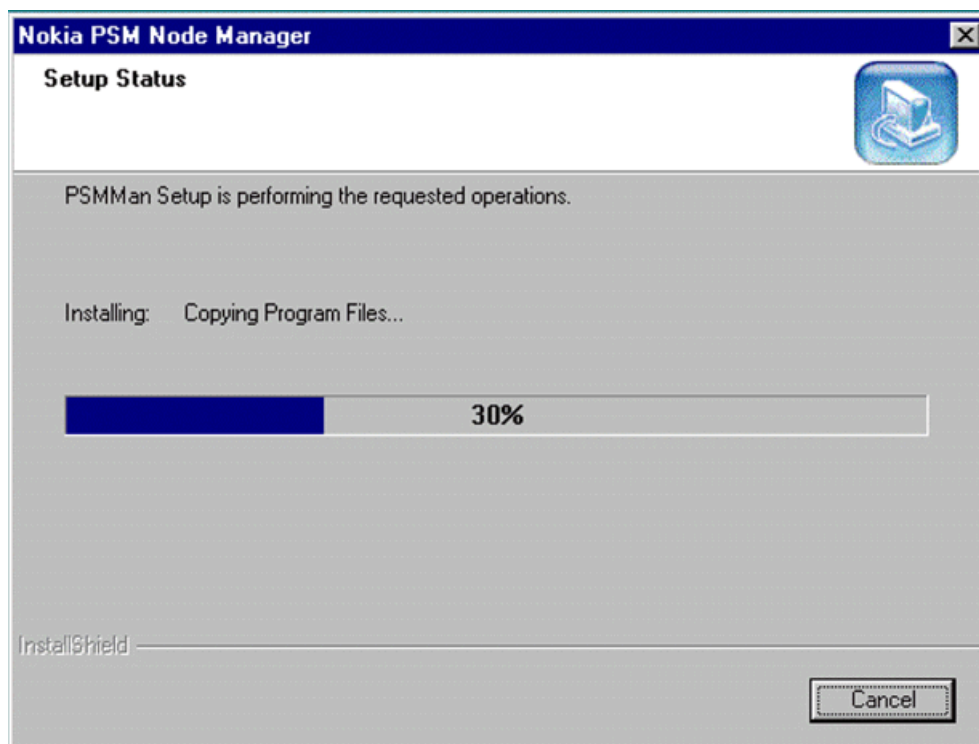 Nokia PSM Node Manager
Setup Status
PSMMan Setup is performing the requested operations.
Installing: Copying Program Files...
30%
InstallShield
Cancel